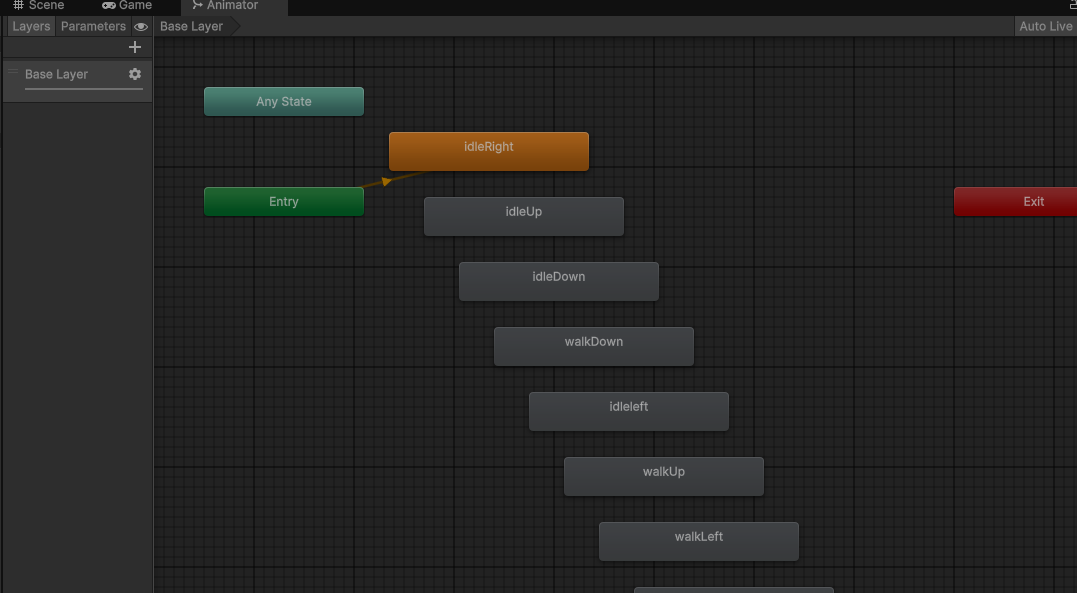 Scene
Game
Animator
Layers
Parameters
Base Layer
Auto Live
Base Layer
Any State
idleRight
Entry
idleUp
Exit
idleDown
walkDown
idleleft
walkUp
walkLeft